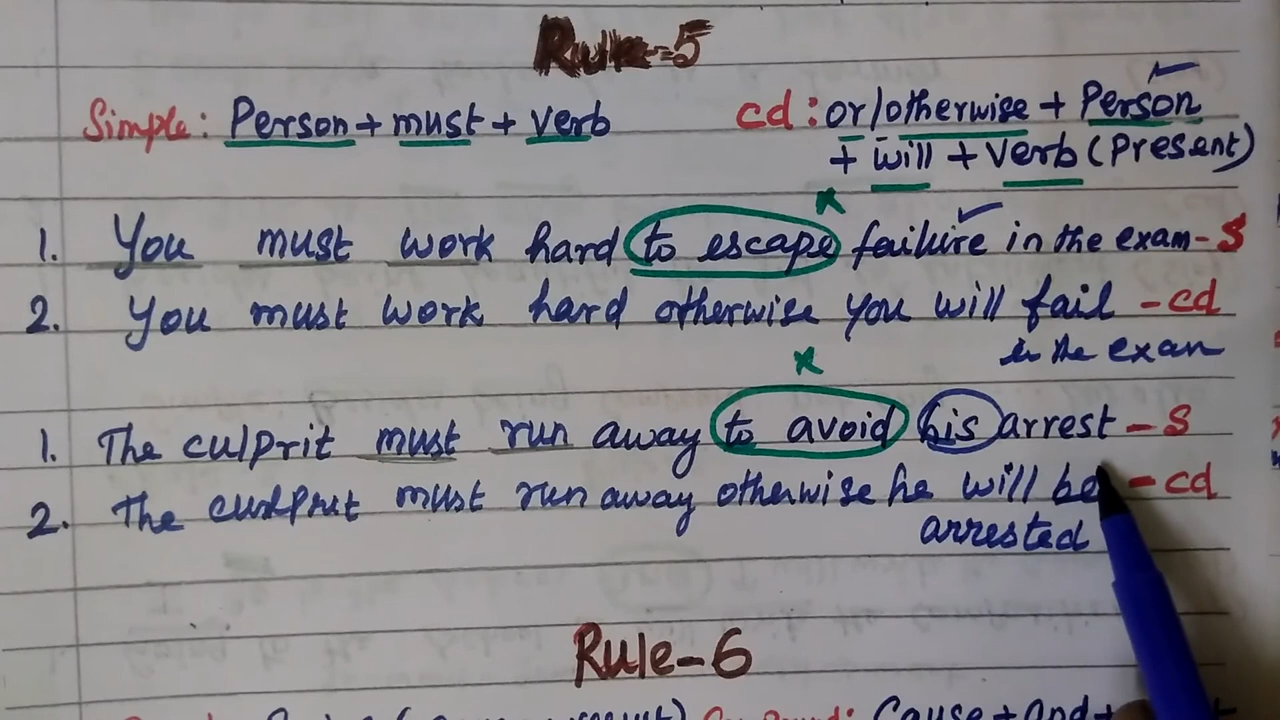 Rule-5
Simple: Person + must + verb cd: or/otherwise + Person
+ will + verb (Present)
1. You must work hard to escape failure in the exam - S
2. You must work hard otherwise you will fail - cd
in the exam
1. The culprit must run away to avoid his arrest - S
2. The culprit must run away otherwise he will be - cd
arrested
Rule-6